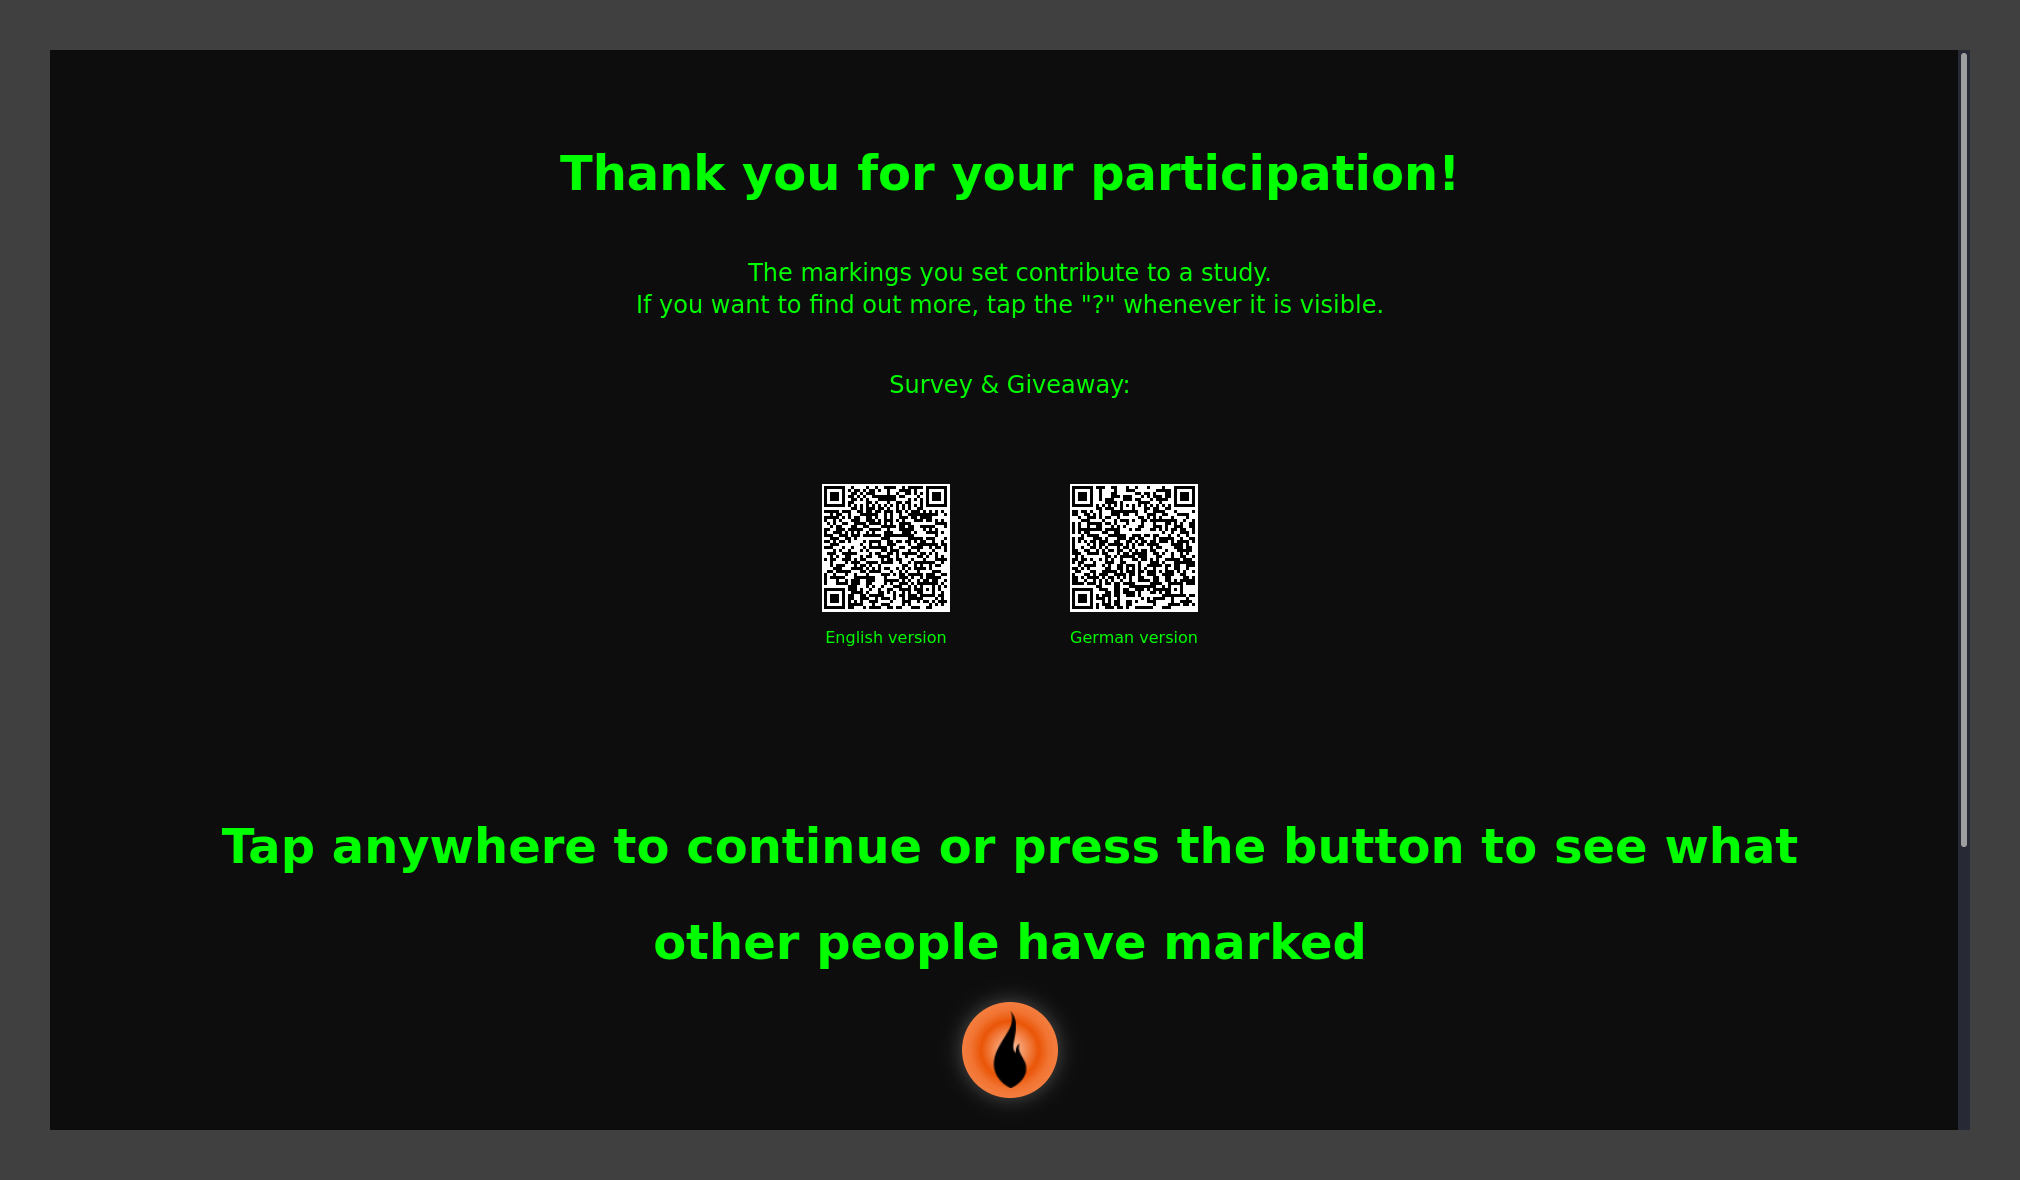 Thank you for your participation!
The markings you set contribute to a study.
If you want to find out more, tap the "?" whenever it is visible.
Survey & Giveaway:
English version
German version
Tap anywhere to continue or press the button to see what
other people have marked